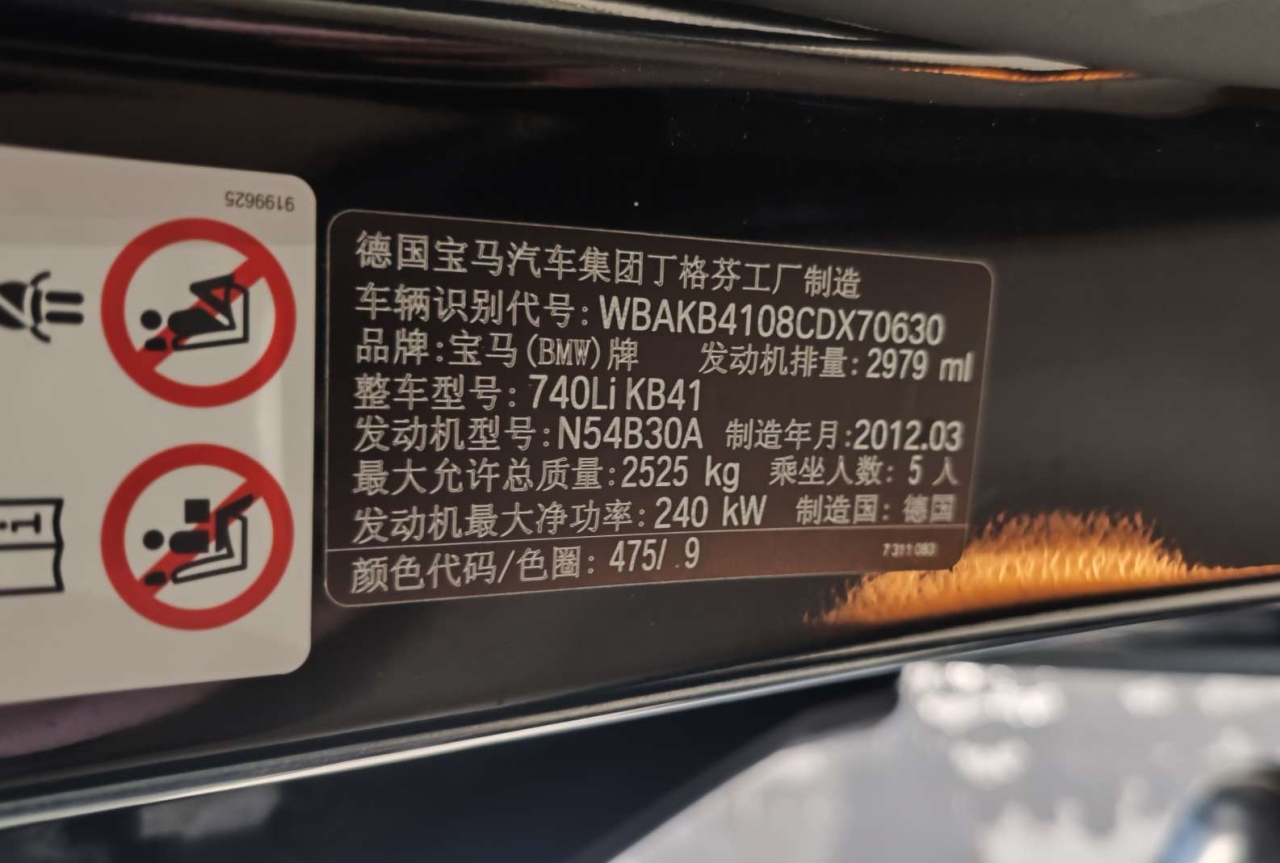 9199625
德国宝马汽车集团丁格芬工厂制造
车辆识别代号: WBAKB4108CDX70630
品牌:宝马(BMW)牌 发动机排量: 2979 ml
整车型号: 740Li KB41
发动机型号: N54B30A 制造年月:2012.03
最大允许总质量: 2525 kg 乘坐人数: 5 人
发动机最大净功率: 240 kW 制造国: 德国
颜色代码/色圈: 475/ .9
7311 083